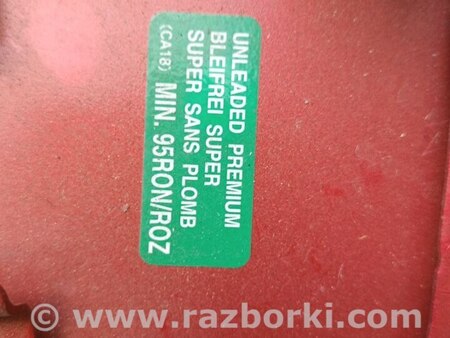 UNLEADED PREMIUM
BLEIFREI SUPER
SUPER SANS PLOMB
(CA18) MIN. 95RON/ROZ
© www.razborki.com